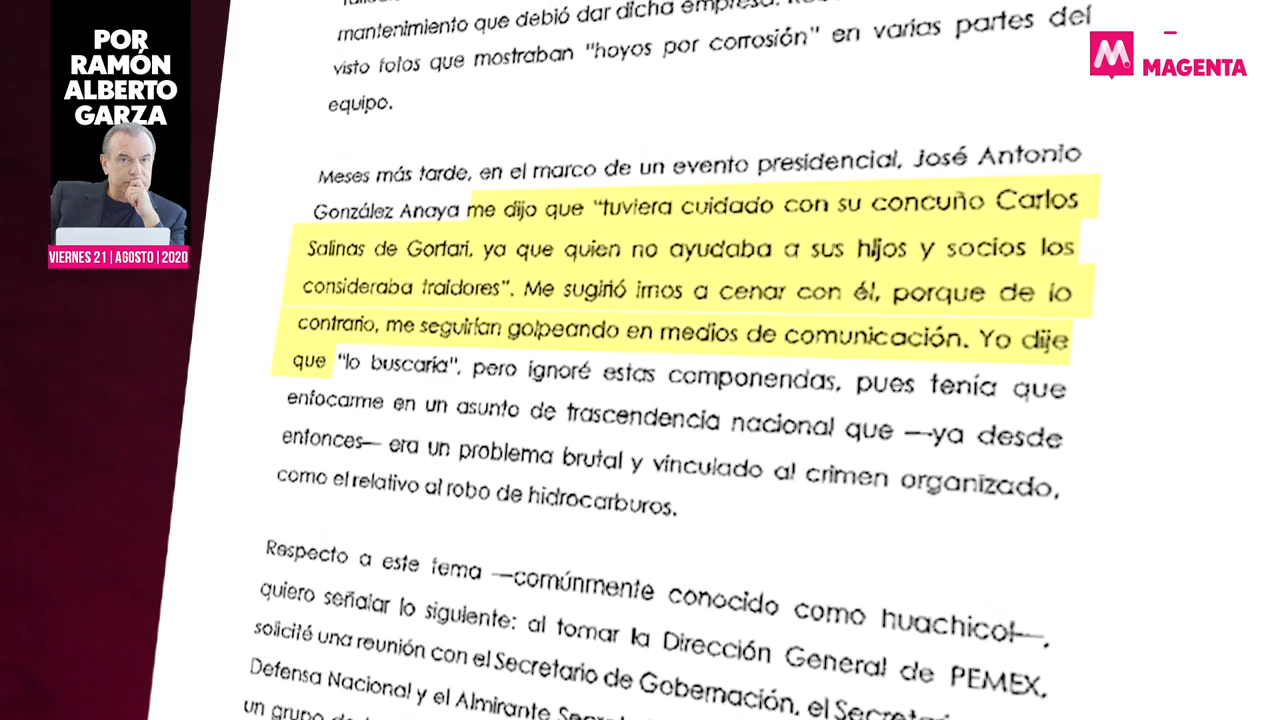 POR
RAMÓN
ALBERTO
GARZA
VIERNES 21 | AGOSTO | 2020
M.
MAGENTA
mantenimiento que debió dar dicha empresa.
visto fotos que mostraban "hoyos por corrosión" en varias partes del
equipo.
Meses más tarde, en el marco de un evento presidencial, José Antonio
González Anaya me dijo que "tuviera cuidado con su concuño Carlos
Salinas de Gortari, ya que quien no ayudaba a sus hijos y socios los
consideraba traidores". Me sugirió irnos a cenar con él, porque de lo
contrario, me seguirían golpeando en medios de comunicación. Yo dije
que "lo buscaría", pero ignoré estas componendas, pues tenía que
enfocarme en un asunto de trascendencia nacional que —ya desde
entonces— era un problema brutal y vinculado al crimen organizado,
como el relativo al robo de hidrocarburos.
Respecto a este tema —comúnmente conocido como huachicol—,
quiero señalar lo siguiente: al tomar la Dirección General de PEMEX,
solicité una reunión con el Secretario de Gobernación, el
Defensa Nacional y el Almirante
un grupo